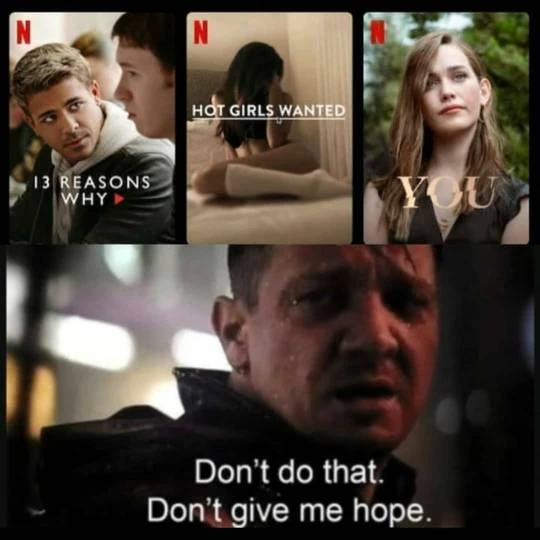 N
N
N
13 REASONS
WHY
HOT GIRLS WANTED
YOU
Don't do that.
Don't give me hope.